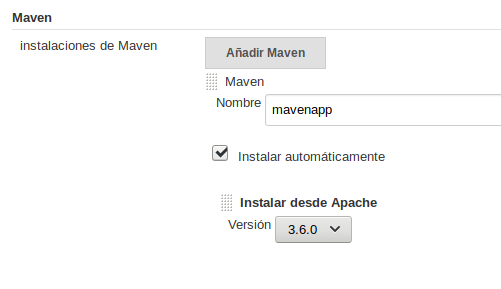 Maven
instalaciones de Maven
Añadir Maven
Maven
Nombre mavenapp
Instalar automáticamente
Instalar desde Apache
Versión 3.6.0